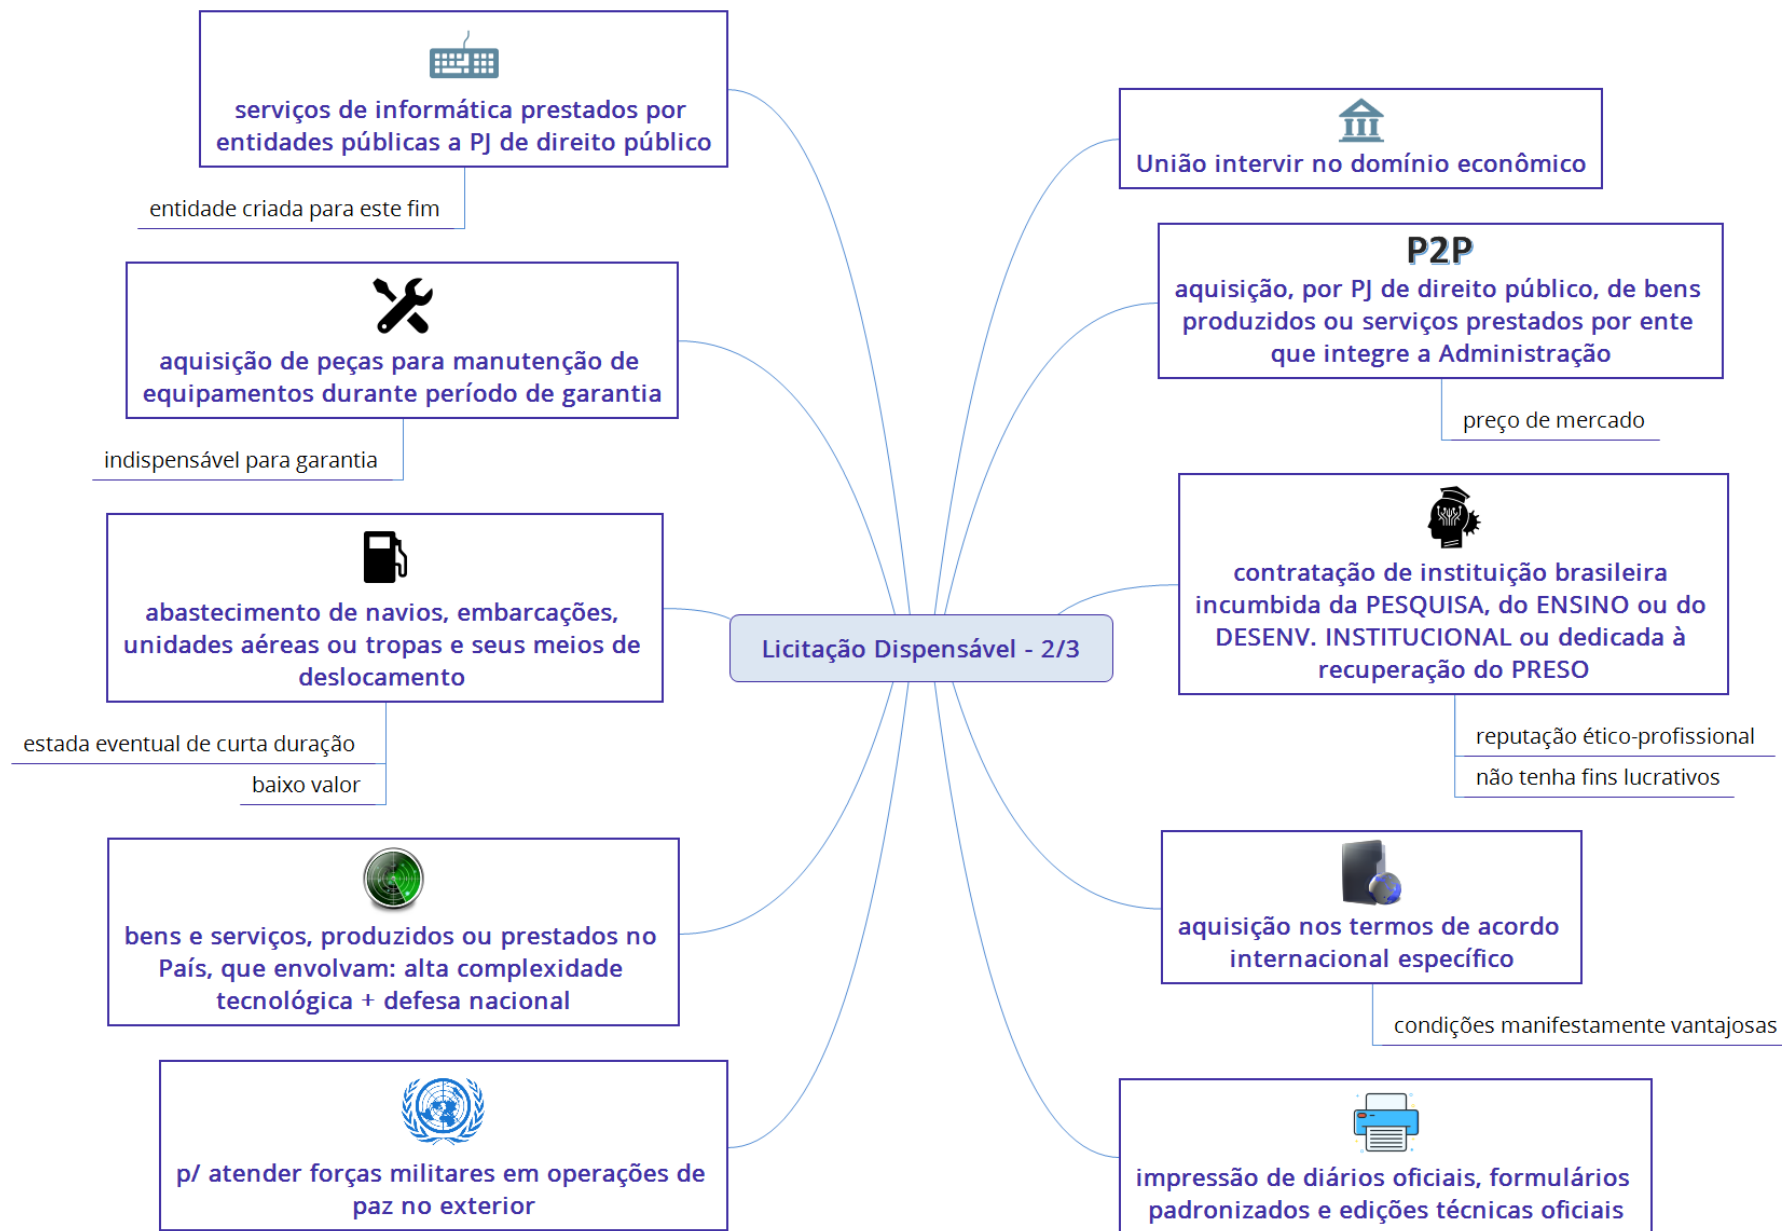 serviços de informática prestados por
entidades públicas a PJ de direito público
entidade criada para este fim
aquisição de peças para manutenção de
equipamentos durante período de garantia
indispensável para garantia
abastecimento de navios, embarcações,
unidades aéreas ou tropas e seus meios de
deslocamento
estada eventual de curta duração
baixo valor
bens e serviços, produzidos ou prestados no
País, que envolvam: alta complexidade
tecnológica + defesa nacional
p/ atender forças militares em operações de
paz no exterior
Licitação Dispensável - 2/3
União intervir no domínio econômico
P2P
aquisição, por PJ de direito público, de bens
produzidos ou serviços prestados por ente
que integre a Administração
preço de mercado
contratação de instituição brasileira
incumbida da PESQUISA, do ENSINO ou do
DESENV. INSTITUCIONAL ou dedicada à
recuperação do PRESO
reputação ético-profissional
não tenha fins lucrativos
aquisição nos termos de acordo
internacional específico
condições manifestamente vantajosas
impressão de diários oficiais, formulários
padronizados e edições técnicas oficiais